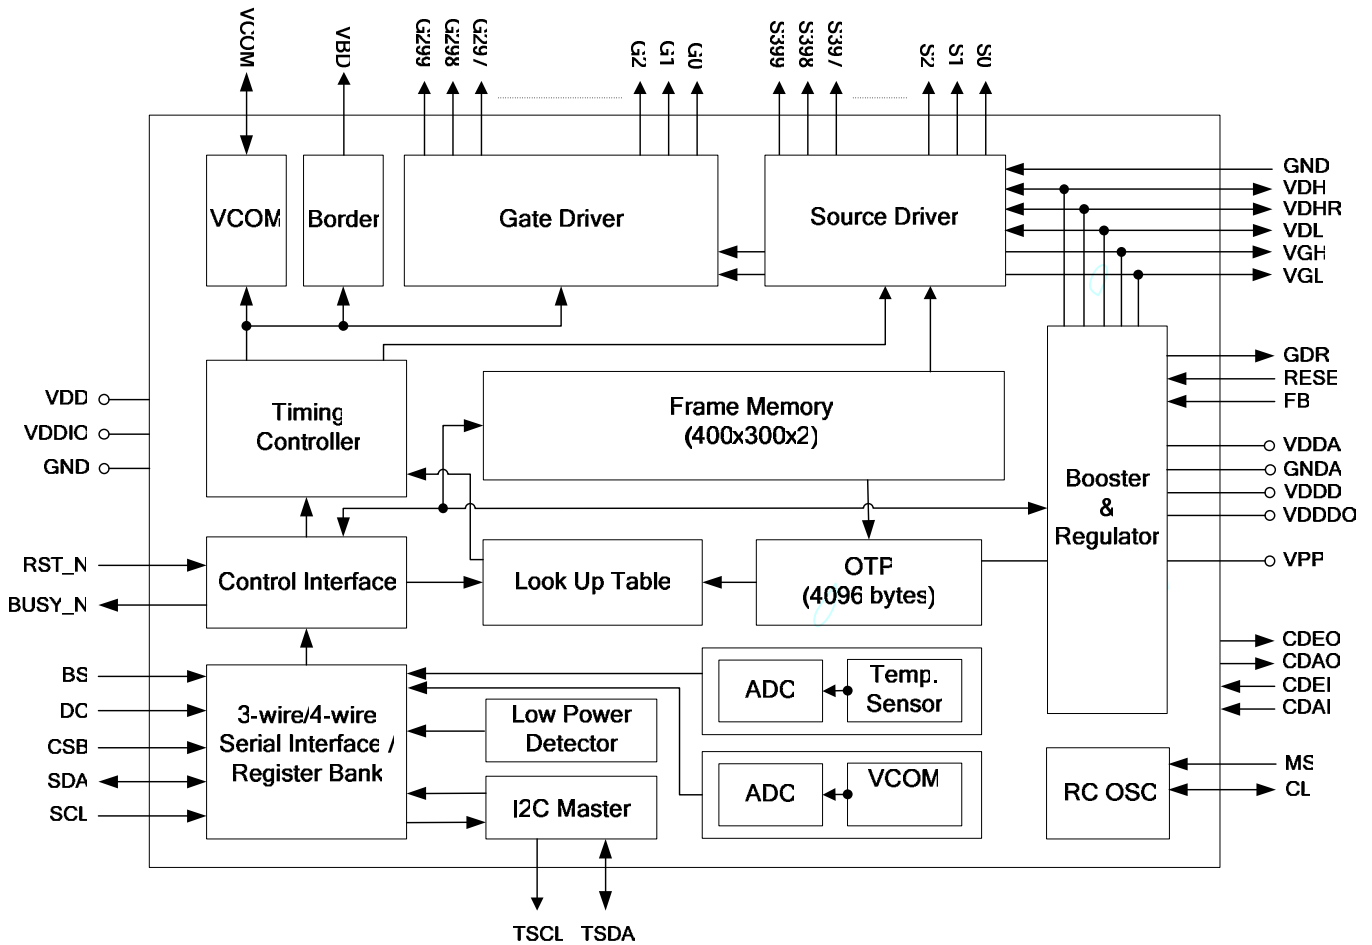 VCOM
VBD
G299
G298
G297
G2
G1
G0
S399
S398
S397
S2
S1
S0
GND
VDH
VDHR
VDL
VGH
VGL
VCOM
Border
Gate Driver
Source Driver
GDR
RESE
FB
VDD
VDDIO
GND
Timing
Controller
Frame Memory
(400x300x2)
Booster
&
Regulator
VDDA
GNDA
VDDD
VDDDO
VPP
RST_N
BUSY_N
Control Interface
Look Up Table
OTP
(4096 bytes)
CDEO
CDAO
CDEI
CDAI
BS
DC
CSB
SDA
SCL
3-wire/4-wire
Serial Interface /
Register Bank
Low Power
Detector
I2C Master
ADC
Temp.
Sensor
ADC
VCOM
RC OSC
MS
CL
TSCL
TSDA